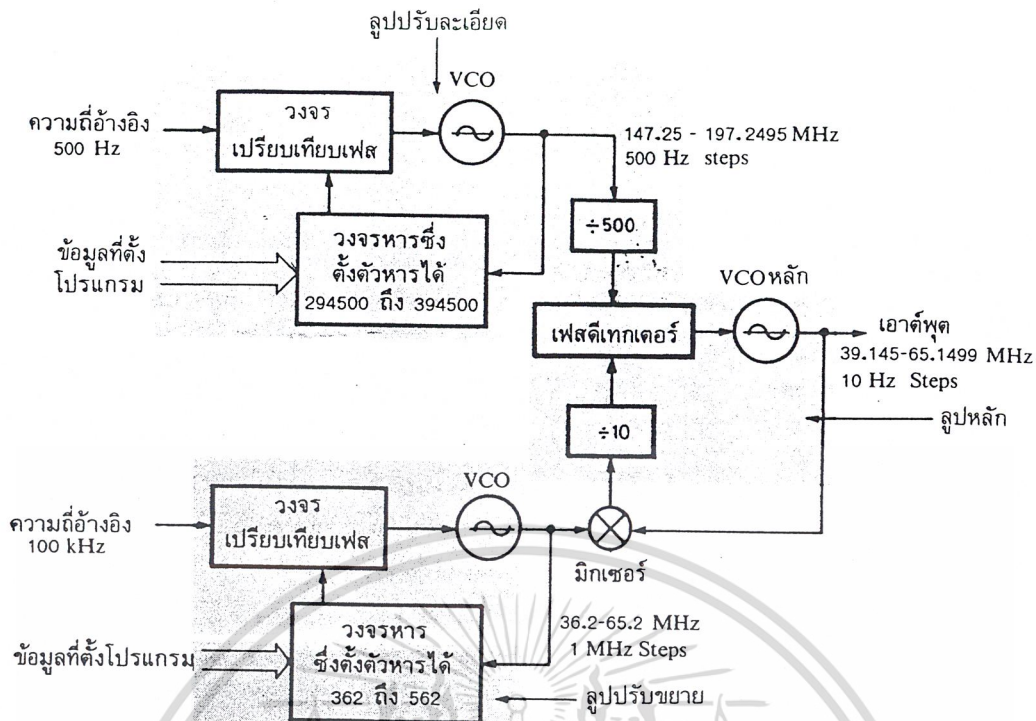 ลูปปรับละเอียด
VCO
ความถี่อ้างอิง
500 Hz
วงจร
เปรียบเทียบเฟส
147.25 - 197.2495 MHz
500 Hz steps
ข้อมูลที่ตั้ง
โปรแกรม
วงจรหารซึ่ง
ตั้งตัวหารได้
294500 ถึง 394500
÷500
VCO หลัก
เฟสดีเทกเตอร์
เอาต์พุต
39.145-65.1499 MHz
10 Hz Steps
÷10
ลูปหลัก
VCO
ความถี่อ้างอิง
100 kHz
วงจร
เปรียบเทียบเฟส
มิกเซอร์
36.2-65.2 MHz
1 MHz Steps
ข้อมูลที่ตั้งโปรแกรม
วงจรหาร
ซึ่งตั้งตัวหารได้
362 ถึง 562
ลูปปรับขยาย